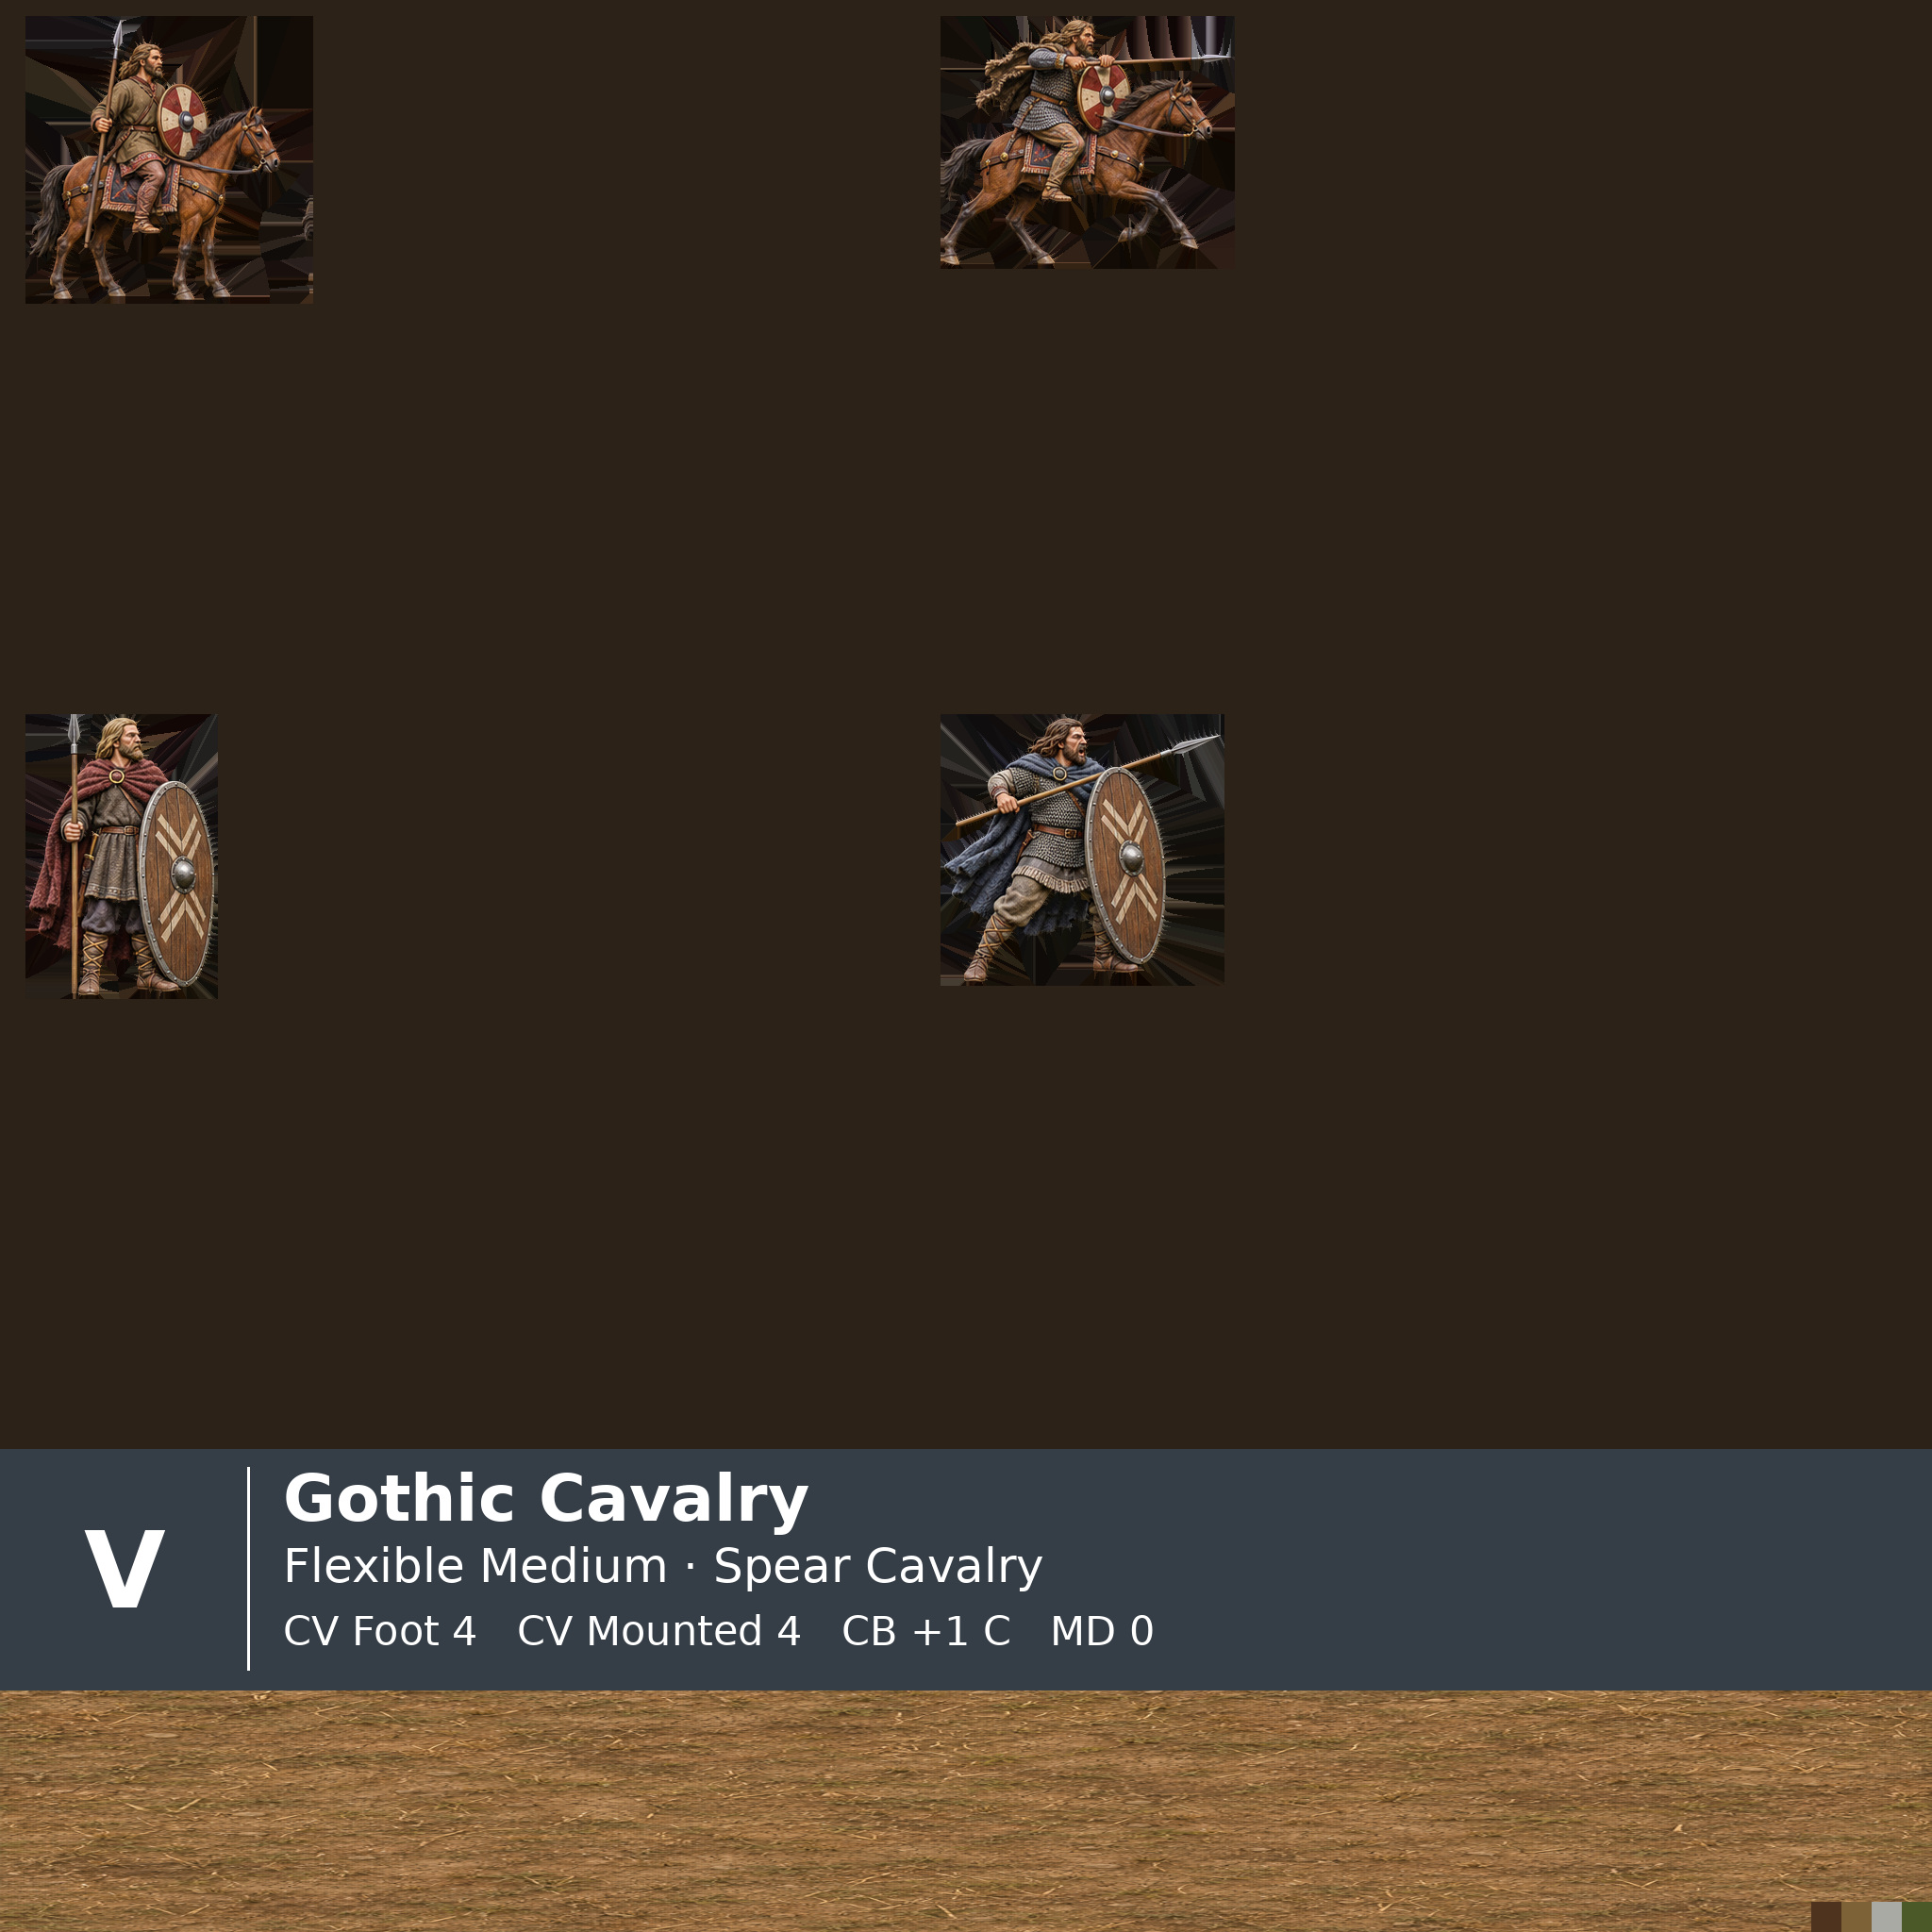 V
Gothic Cavalry
Flexible Medium · Spear Cavalry
CV Foot 4 CV Mounted 4 CB +1 C MD 0